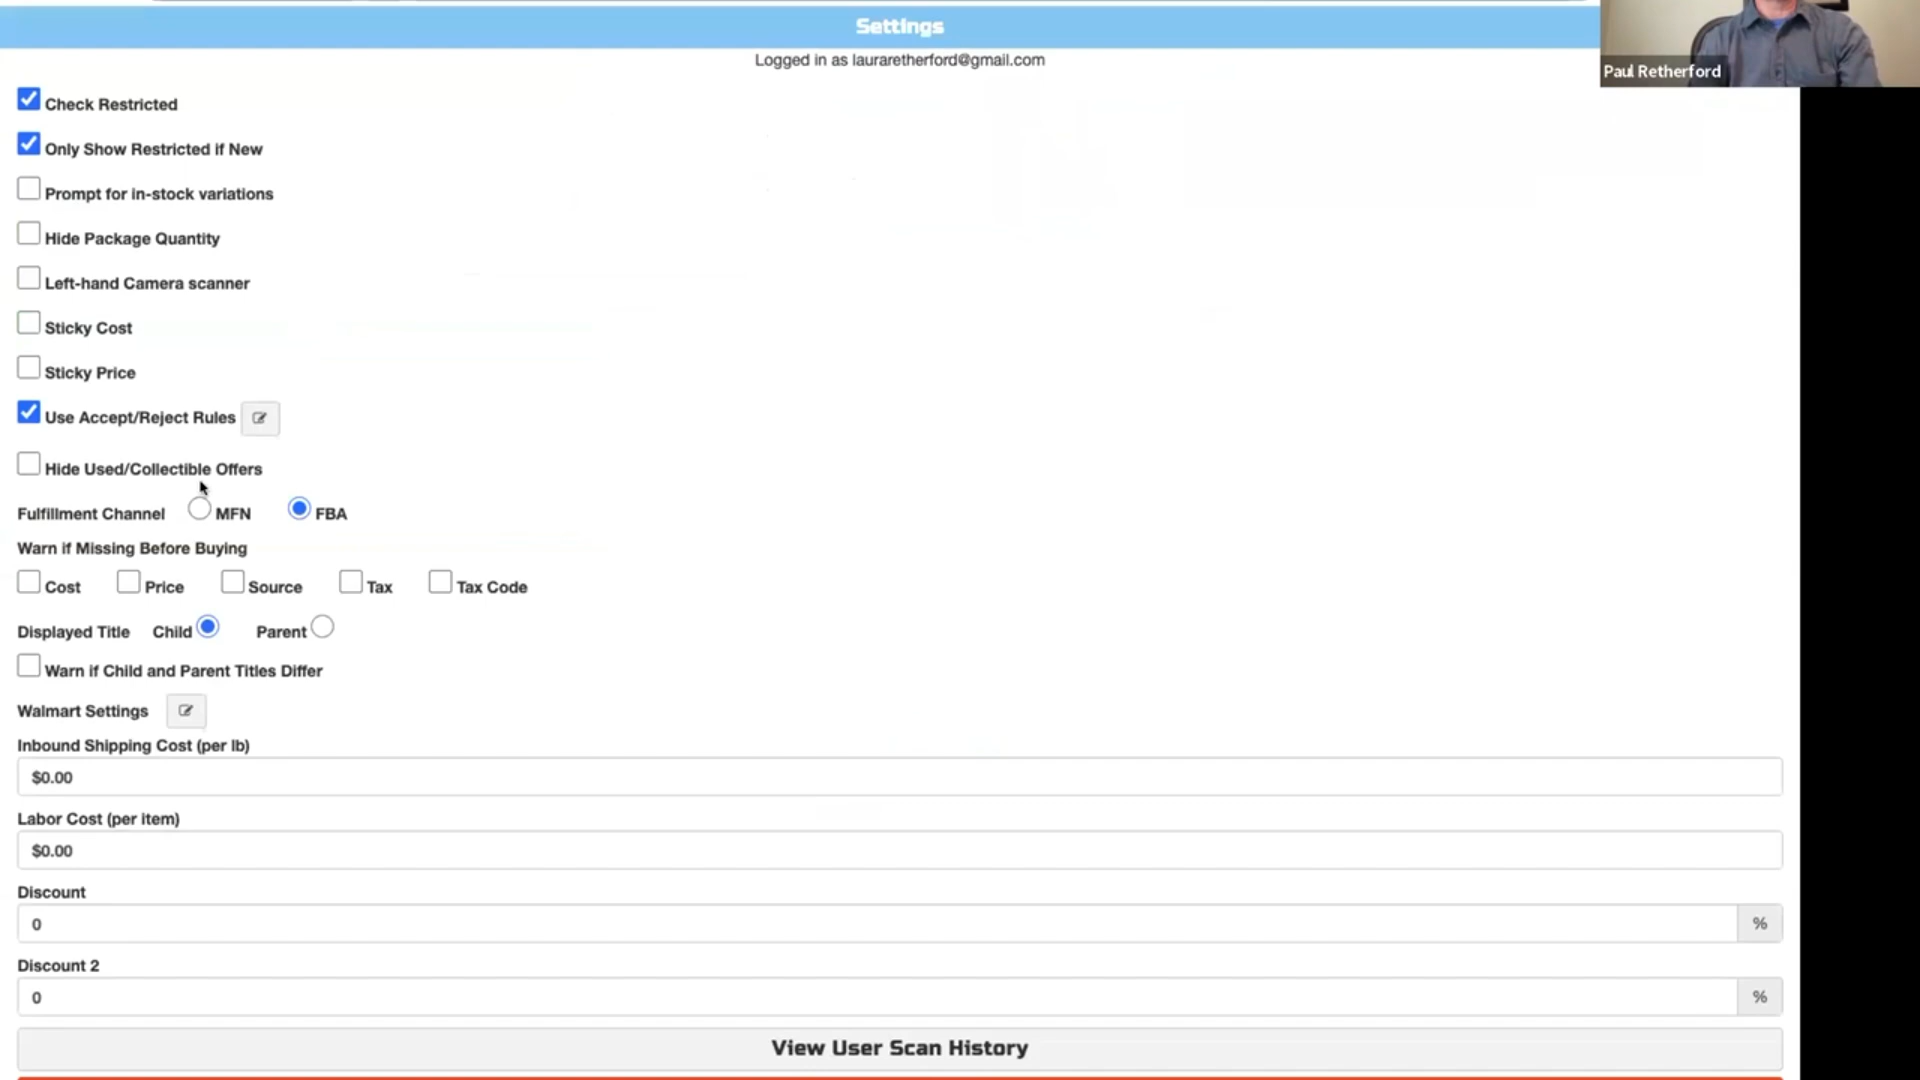 Settings
Logged in as lauraretherford@gmail.com
Paul Retherford
Check Restricted
Only Show Restricted if New
Prompt for in-stock variations
Hide Package Quantity
Left-hand Camera scanner
Sticky Cost
Sticky Price
Use Accept/Reject Rules
Hide Used/Collectible Offers
Fulfillment Channel MFN FBA
Warn if Missing Before Buying
Cost Price Source Tax Tax Code
Displayed Title Child Parent
Warn if Child and Parent Titles Differ
Walmart Settings
Inbound Shipping Cost (per lb)
$0.00
Labor Cost (per item)
$0.00
Discount
0 %
Discount 2
0 %
View User Scan History